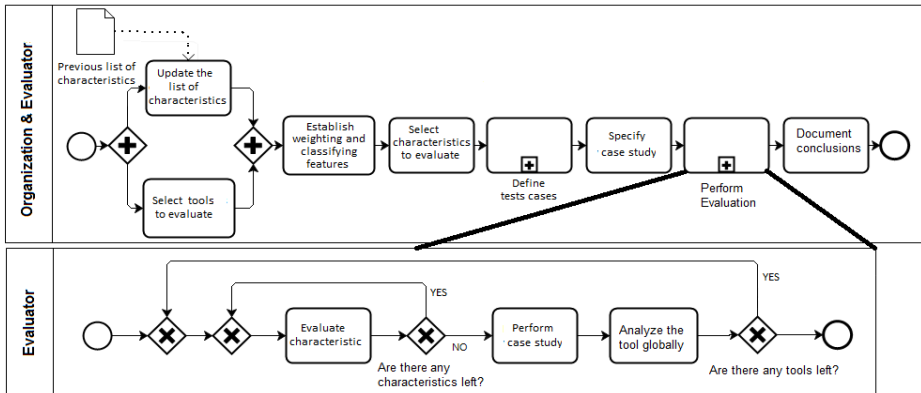 Organization & Evaluator
Previous list of
characteristics
Update the
list of
characteristics
Select tools
to evaluate
Establish
weighting and
classifying
features
Select
characteristics
to evaluate
Define
tests cases
Specify
case study
Perform
Evaluation
Document
conclusions
Evaluator
YES
YES
Evaluate
characteristic
NO
Are there any
characteristics left?
Perform
case study
Analyze the
tool globally
Are there any tools left?